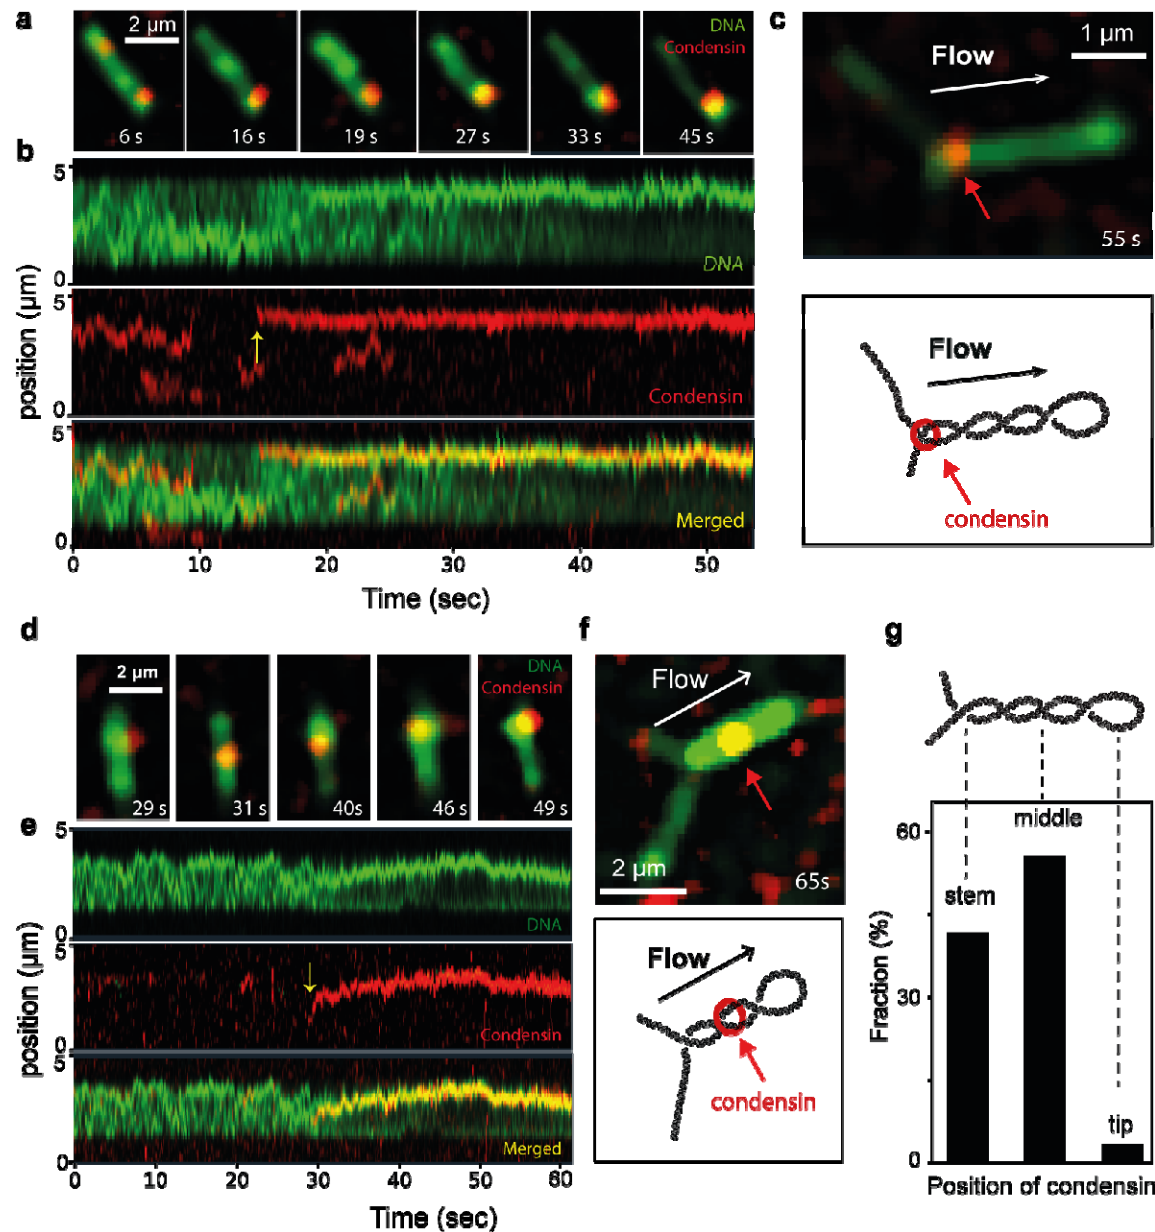 a
2 μm
DNA
Condensin
6 s
16 s
19 s
27 s
33 s
45 s
b
5
0
DNA
5
0
Condensin
5
0
Merged
position (μm)
0
10
20
30
40
50
Time (sec)
c
Flow
1 μm
55 s
Flow
condensin
d
2 μm
DNA
Condensin
29 s
31 s
40s
46 s
49 s
e
5
0
DNA
5
0
Condensin
5
0
Merged
position (μm)
0
10
20
30
40
50
60
Time (sec)
f
Flow
2 μm
65s
Flow
condensin
g
60
30
0
Fraction (%)
stem
middle
tip
Position of condensin